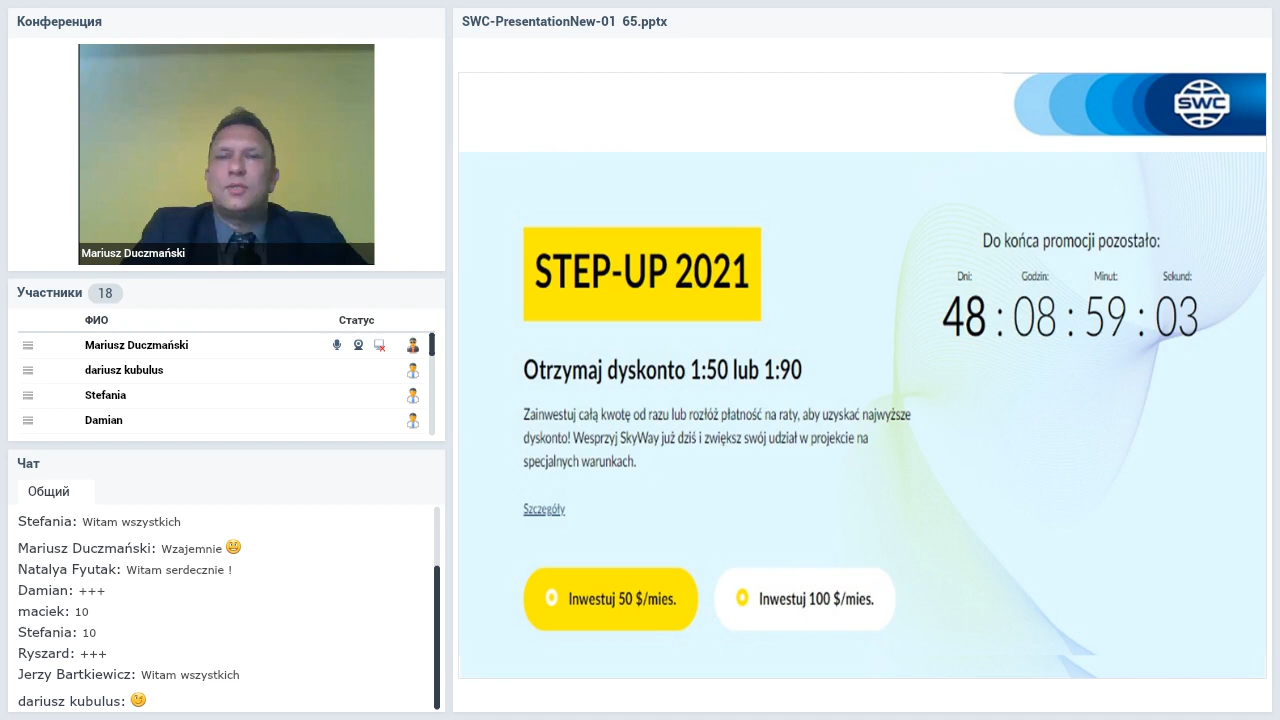 Конференция
Mariusz Duczmański
Участники 18
ФИО Статус
Mariusz Duczmański
dariusz kubulus
Stefania
Damian
Чат
Общий
Stefania: Witam wszystkich
Mariusz Duczmański: Wzajemnie
Natalya Fyutak: Witam serdecznie !
Damian: +++
maciek: 10
Stefania: 10
Ryszard: +++
Jerzy Bartkiewicz: Witam wszystkich
dariusz kubulus:
SWC-PresentationNew-01 65.pptx
SWC
STEP-UP 2021
Do końca promocji pozostało:
Dni: Godzin: Minut: Sekund:
48 : 08 : 59 : 03
Otrzymaj dyskonto 1:50 lub 1:90
Zainwestuj całą kwotę od razu lub rozłóż płatność na raty, aby uzyskać najwyższe
dyskonto! Wesprzyj SkyWay już dziś i zwiększ swój udział w projekcie na
specjalnych warunkach.
Szczegóły
Inwestuj 50 $/mies.
Inwestuj 100 $/mies.